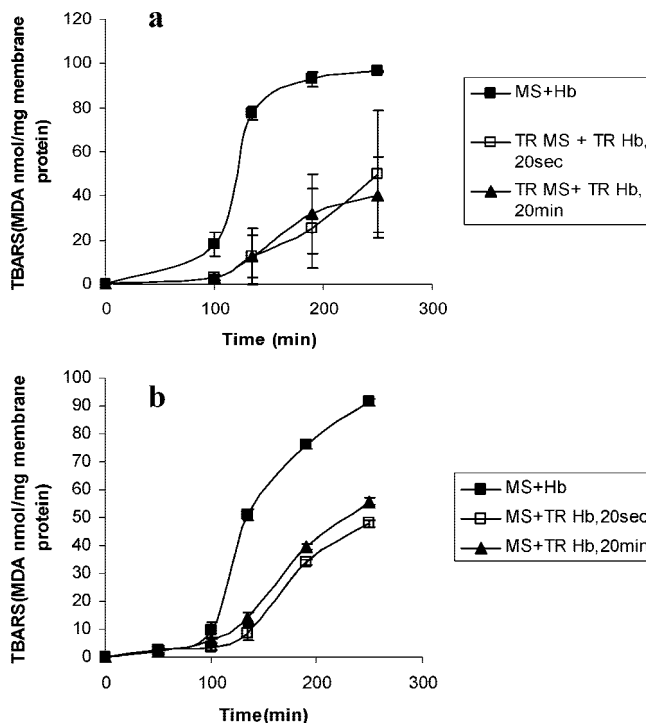 a
TBARS(MDA nmol/mg membrane
protein)
120
100
80
60
40
20
0
0 100 200 300
Time (min)
MS+Hb
TR MS + TR Hb,
20sec
TR MS+ TR Hb,
20min
b
TBARS(MDA nmol/mg membrane
protein)
100
90
80
70
60
50
40
30
20
10
0
0 100 200 300
Time(min)
MS+Hb
MS+TR Hb,20sec
MS+TR Hb,20min